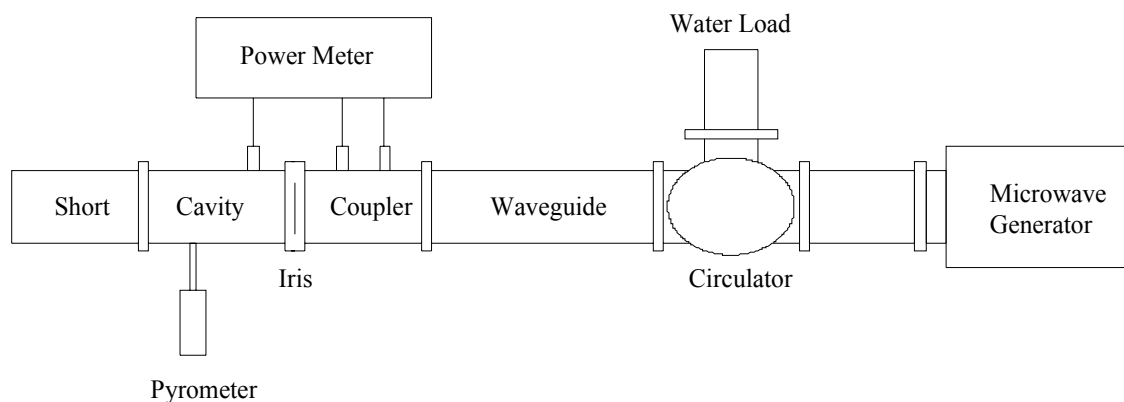 Water Load
Power Meter
Short
Cavity
Coupler
Waveguide
Microwave
Generator
Iris
Circulator
Pyrometer